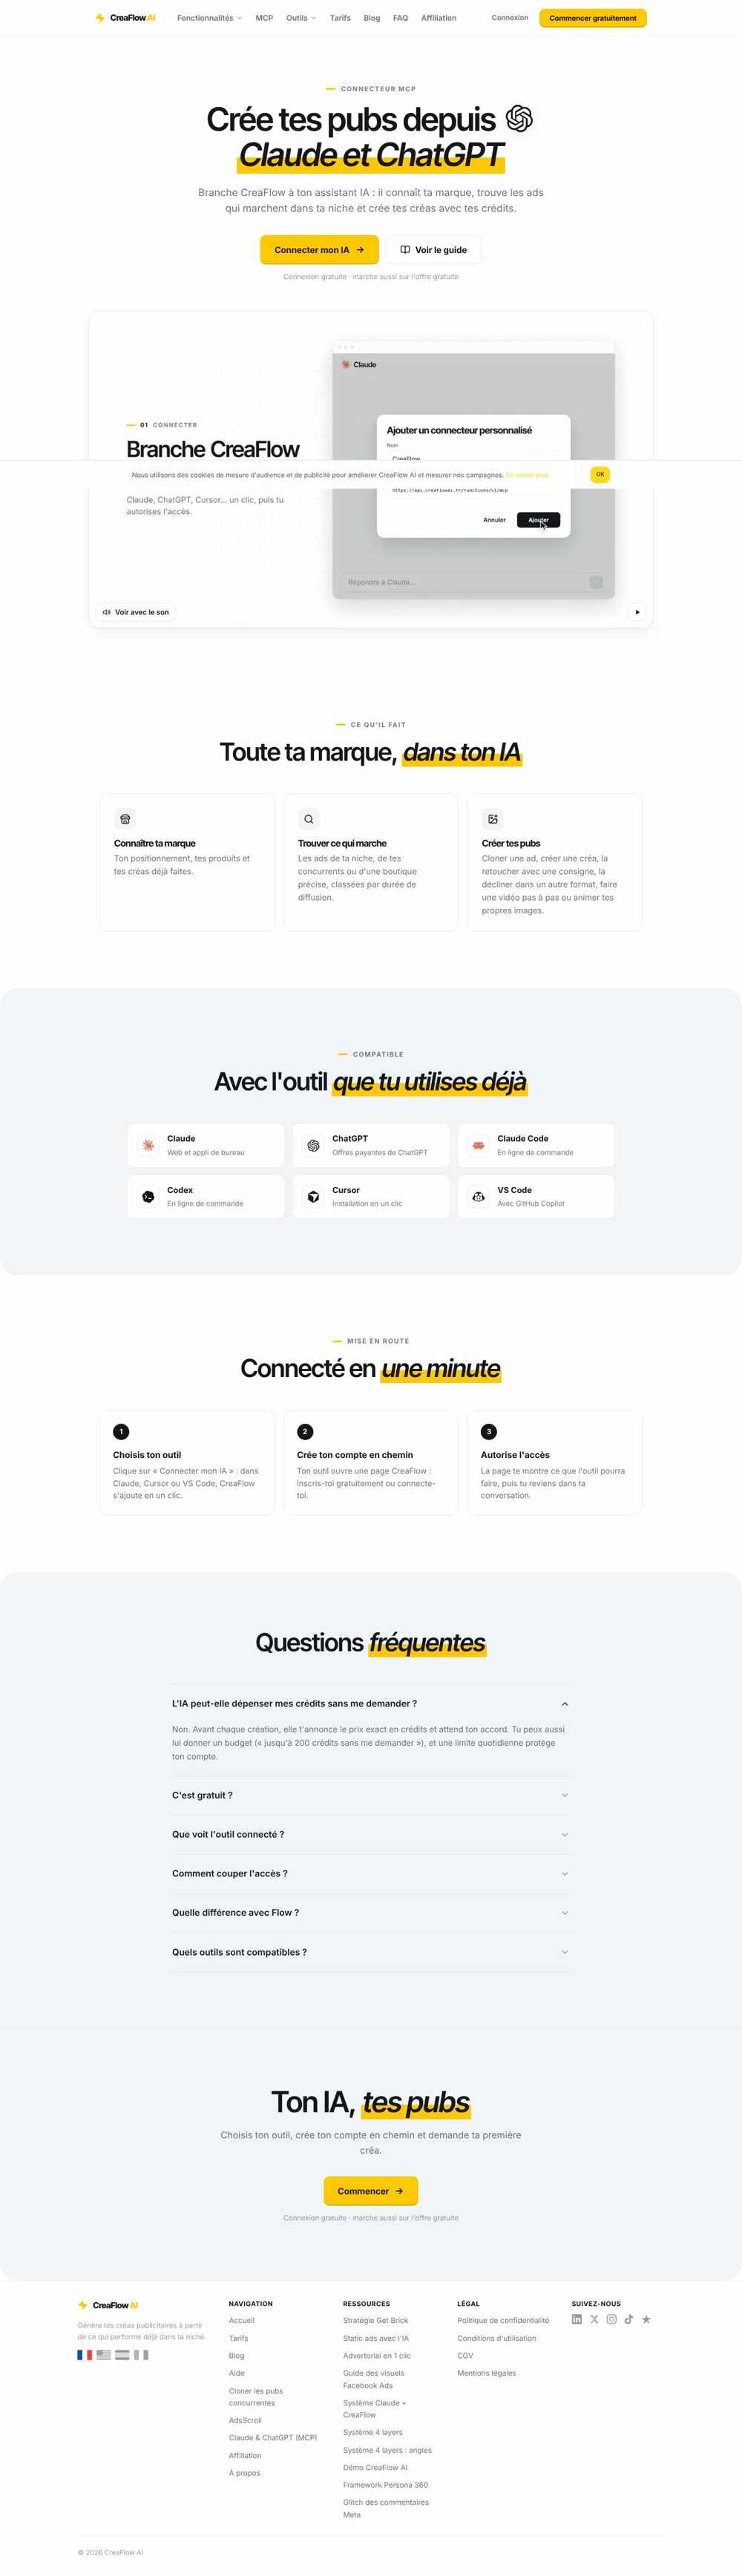 CreaFlow AI
Fonctionnalités
MCP
Outils
Tarifs
Blog
FAQ
Affiliation
Connexion
Commencer gratuitement
CONNECTEUR MCP
Crée tes pubs depuis
Claude et ChatGPT
Branche CreaFlow à ton assistant IA : il connaît ta marque, trouve les ads
qui marchent dans ta niche et crée tes créas avec tes crédits.
Connecter mon IA
Voir le guide
Connexion gratuite · marche aussi sur l'offre gratuite
Claude
01 CONNECTER
Branche CreaFlow
Ajouter un connecteur personnalisé
Nom
CreaFlow
Nous utilisons des cookies de mesure d'audience et de publicité pour améliorer CreaFlow AI et mesurer nos campagnes. En savoir plus
OK
https://api.creaflowai.fr/functions/v1/mcp
Claude, ChatGPT, Cursor... un clic, puis tu
autorises l'accès.
Annuler
Ajouter
Répondre à Claude...
Voir avec le son
CE QU'IL FAIT
Toute ta marque, dans ton IA
Connaître ta marque
Ton positionnement, tes produits et
tes créas déjà faites.
Trouver ce qui marche
Les ads de ta niche, de tes
concurrents ou d'une boutique
précise, classées par durée de
diffusion.
Créer tes pubs
Cloner une ad, créer une créa, la
retoucher avec une consigne, la
décliner dans un autre format, faire
une vidéo pas à pas ou animer tes
propres images.
COMPATIBLE
Avec l'outil que tu utilises déjà
Claude
Web et appli de bureau
ChatGPT
Offres payantes de ChatGPT
Claude Code
En ligne de commande
Codex
En ligne de commande
Cursor
Installation en un clic
VS Code
Avec GitHub Copilot
MISE EN ROUTE
Connecté en une minute
1
Choisis ton outil
Clique sur « Connecter mon IA » : dans
Claude, Cursor ou VS Code, CreaFlow
s'ajoute en un clic.
2
Crée ton compte en chemin
Ton outil ouvre une page CreaFlow :
inscris-toi gratuitement ou connecte-
toi.
3
Autorise l'accès
La page te montre ce que l'outil pourra
faire, puis tu reviens dans ta
conversation.
Questions fréquentes
L'IA peut-elle dépenser mes crédits sans me demander ?
Non. Avant chaque création, elle t'annonce le prix exact en crédits et attend ton accord. Tu peux aussi
lui donner un budget (« jusqu'à 200 crédits sans me demander »), et une limite quotidienne protège
ton compte.
C'est gratuit ?
Que voit l'outil connecté ?
Comment couper l'accès ?
Quelle différence avec Flow ?
Quels outils sont compatibles ?
Ton IA, tes pubs
Choisis ton outil, crée ton compte en chemin et demande ta première
créa.
Commencer
Connexion gratuite · marche aussi sur l'offre gratuite
CreaFlow AI
Génère tes créas publicitaires à partir
de ce qui performe déjà dans ta niche.
NAVIGATION
Accueil
Tarifs
Blog
Aide
Cloner les pubs
concurrentes
AdsScroll
Claude & ChatGPT (MCP)
Affiliation
À propos
RESSOURCES
Stratégie Get Brick
Static ads avec l'IA
Advertorial en 1 clic
Guide des visuels
Facebook Ads
Système Claude +
CreaFlow
Système 4 layers
Système 4 layers : angles
Démo CreaFlow AI
Framework Persona 360
Glitch des commentaires
Meta
LÉGAL
Politique de confidentialité
Conditions d'utilisation
CGV
Mentions légales
SUIVEZ-NOUS
© 2026 CreaFlow AI